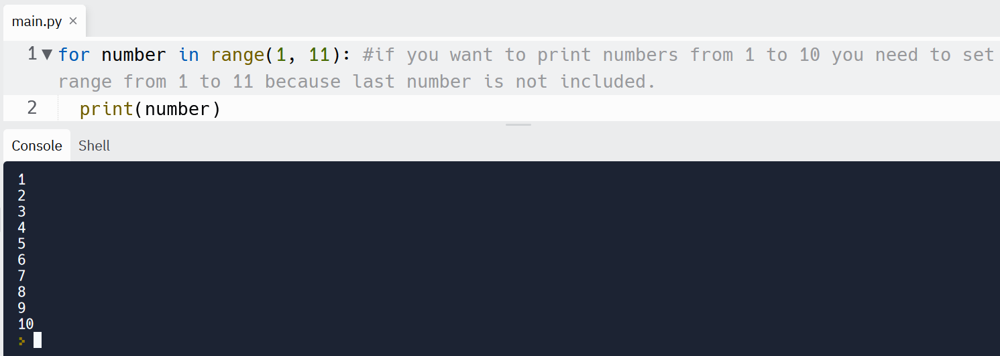 main.py ×
1 ▼ for number in range(1, 11): #if you want to print numbers from 1 to 10 you need to set
range from 1 to 11 because last number is not included.
2 print(number)
Console Shell
1
2
3
4
5
6
7
8
9
10
>